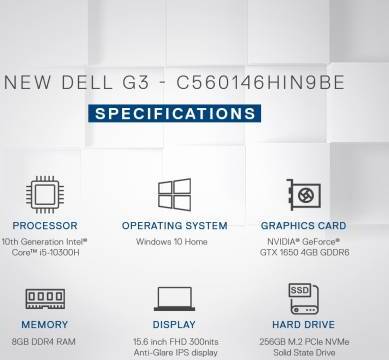 NEW DELL G3 - C560146HIN9BE
SPECIFICATIONS
PROCESSOR
10th Generation Intel®
Core™ i5-10300H
OPERATING SYSTEM
Windows 10 Home
GRAPHICS CARD
NVIDIA® GeForce®
GTX 1650 4GB GDDR6
MEMORY
8GB DDR4 RAM
DISPLAY
15.6 inch FHD 300nits
Anti-Glare IPS display
SSD
HARD DRIVE
256GB M.2 PCIe NVMe
Solid State Drive